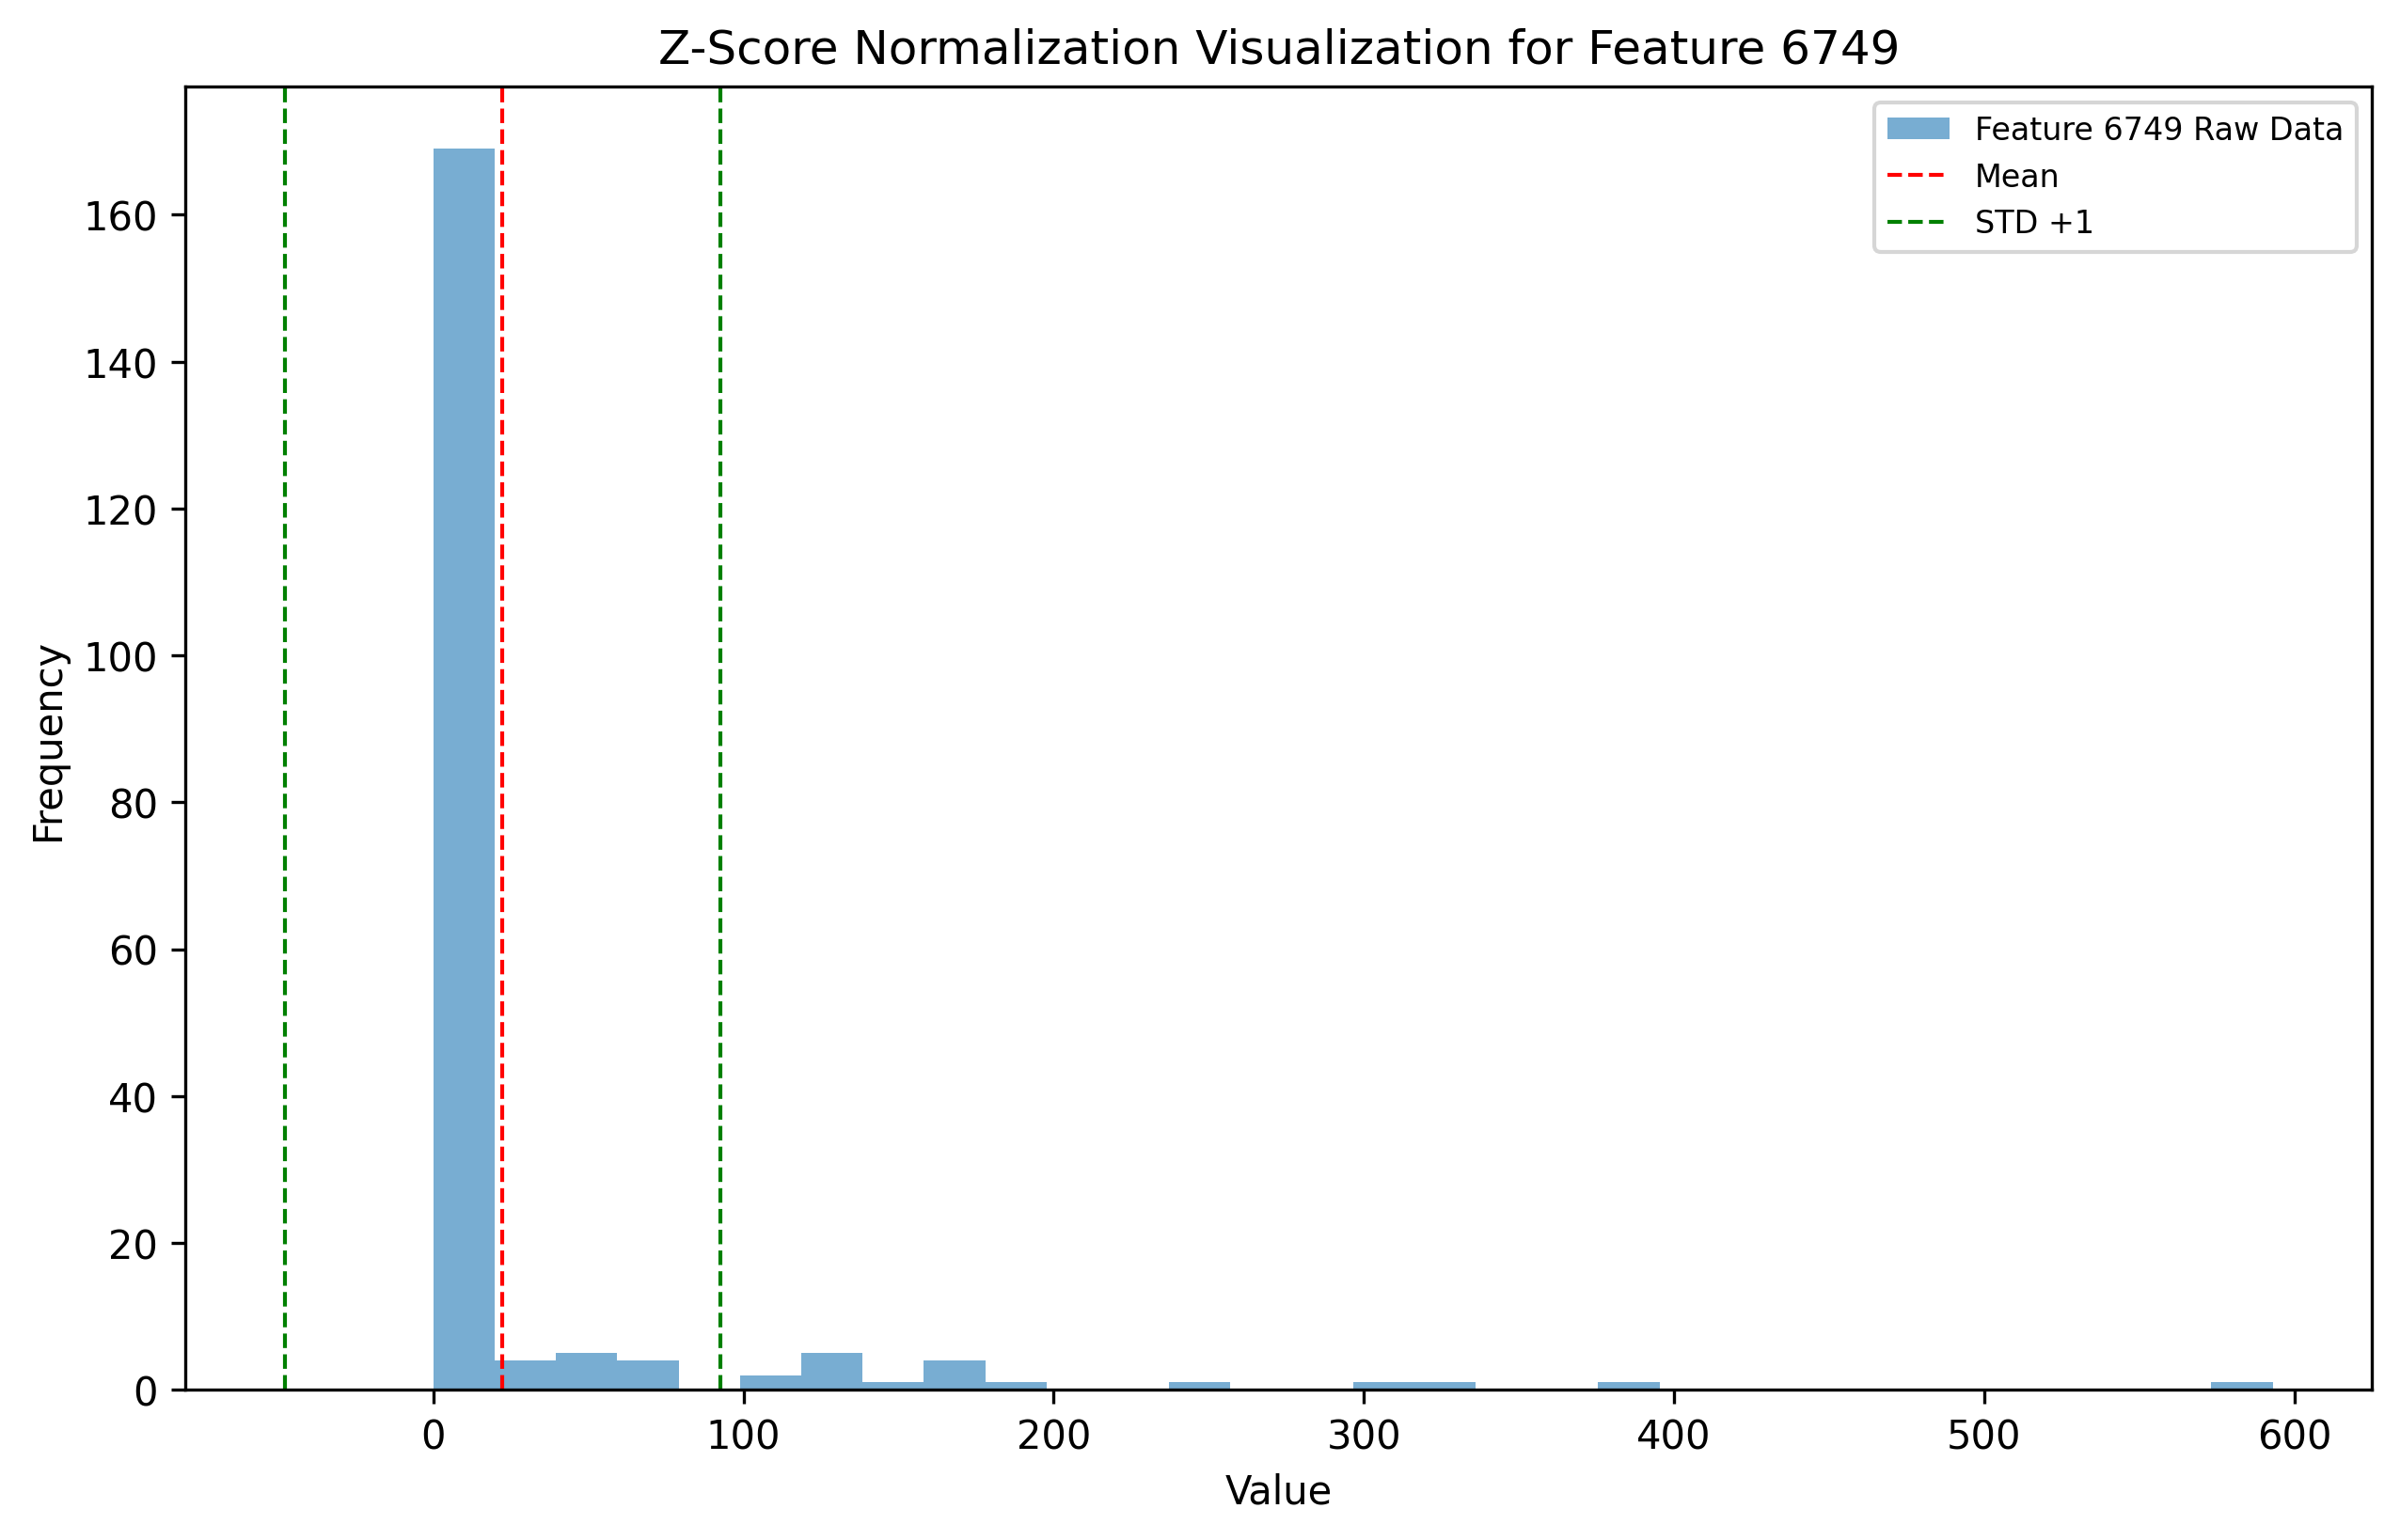 Z-Score Normalization Visualization for Feature 6749
Feature 6749 Raw Data
Mean
STD +1
160
140
120
100
80
60
40
20
0
Frequency
0 100 200 300 400 500 600
Value